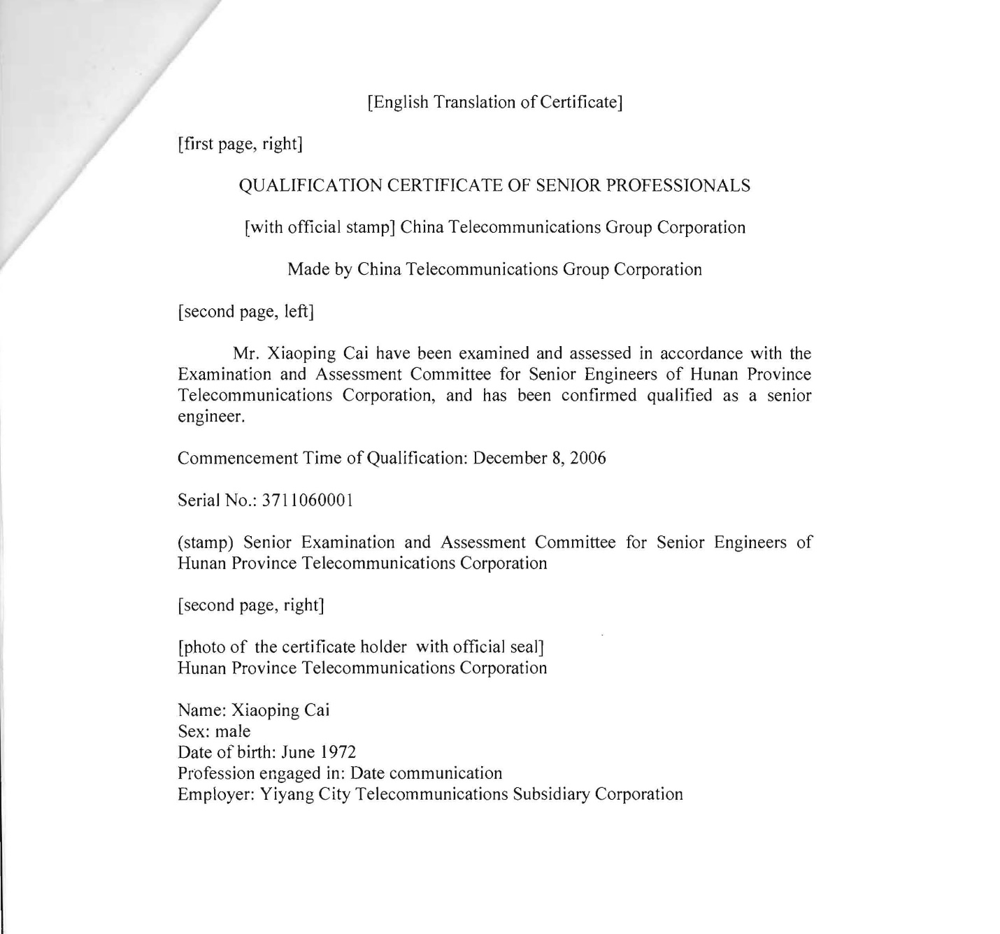 [English Translation of Certificate]
[first page, right]
QUALIFICATION CERTIFICATE OF SENIOR PROFESSIONALS
[with official stamp] China Telecommunications Group Corporation
Made by China Telecommunications Group Corporation
[second page, left]
Mr. Xiaoping Cai have been examined and assessed in accordance with the
Examination and Assessment Committee for Senior Engineers of Hunan Province
Telecommunications Corporation, and has been confirmed qualified as a senior
engineer.
Commencement Time of Qualification: December 8, 2006
Serial No.: 3711060001
(stamp) Senior Examination and Assessment Committee for Senior Engineers of
Hunan Province Telecommunications Corporation
[second page, right]
[photo of the certificate holder with official seal]
Hunan Province Telecommunications Corporation
Name: Xiaoping Cai
Sex: male
Date of birth: June 1972
Profession engaged in: Date communication
Employer: Yiyang City Telecommunications Subsidiary Corporation